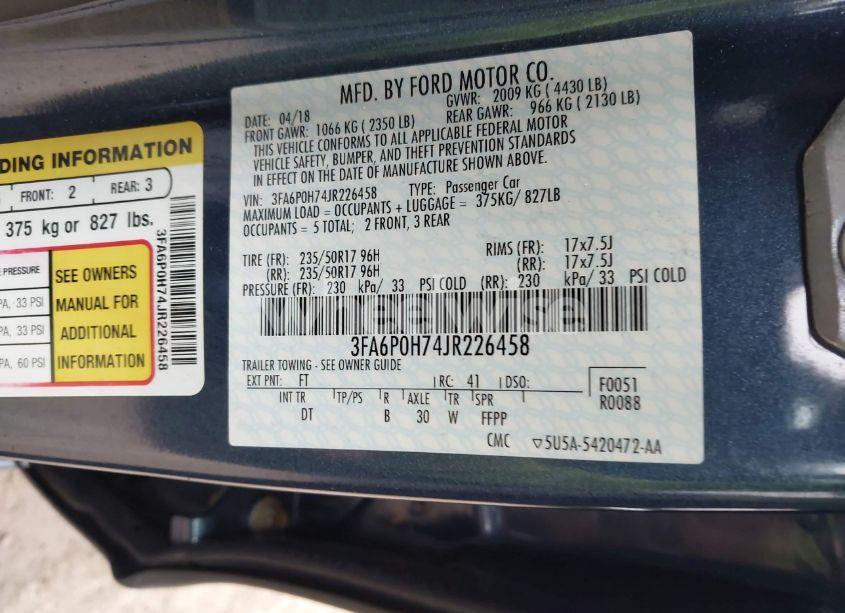 DING INFORMATION
FRONT: 2 REAR: 3
375 kg or 827 lbs.
PRESSURE
PA, 33 PSI
PA, 33 PSI
PA, 60 PSI
SEE OWNERS
MANUAL FOR
ADDITIONAL
INFORMATION
3FA6P0H74JR226458
MFD. BY FORD MOTOR CO.
DATE: 04/18 GVWR: 2009 KG ( 4430 LB)
FRONT GAWR: 1066 KG ( 2350 LB) REAR GAWR: 966 KG ( 2130 LB)
THIS VEHICLE CONFORMS TO ALL APPLICABLE FEDERAL MOTOR
VEHICLE SAFETY, BUMPER, AND THEFT PREVENTION STANDARDS
IN EFFECT ON THE DATE OF MANUFACTURE SHOWN ABOVE.
VIN: 3FA6P0H74JR226458 TYPE: Passenger Car
MAXIMUM LOAD = OCCUPANTS + LUGGAGE = 375KG/ 827LB
OCCUPANTS = 5 TOTAL; 2 FRONT, 3 REAR
TIRE (FR): 235/50R17 96H RIMS (FR): 17x7.5J
(RR): 235/50R17 96H (RR): 17x7.5J
PRESSURE (FR): 230 kPa/ 33 PSI COLD (RR): 230 kPa/ 33 PSI COLD
3FA6P0H74JR226458
TRAILER TOWING - SEE OWNER GUIDE
EXT PNT: FT RC: 41 DSO: F0051
INT TR TP/PS R AXLE TR SPR R0088
DT B 30 W FFPP
CMC 5U5A-5420472-AA